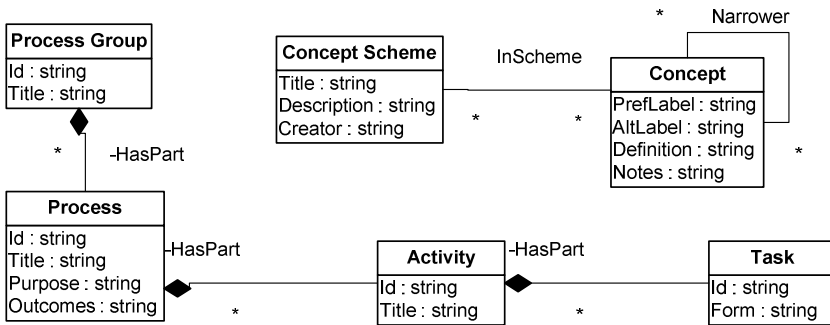 Process Group
Id : string
Title : string
*
-HasPart
Concept Scheme
Title : string
Description : string
Creator : string
InScheme
*
*
*
Narrower
Concept
PrefLabel : string
AltLabel : string
Definition : string
Notes : string
*
Process
Id : string
Title : string
Purpose : string
Outcomes : string
-HasPart
*
Activity
Id : string
Title : string
-HasPart
*
Task
Id : string
Form : string